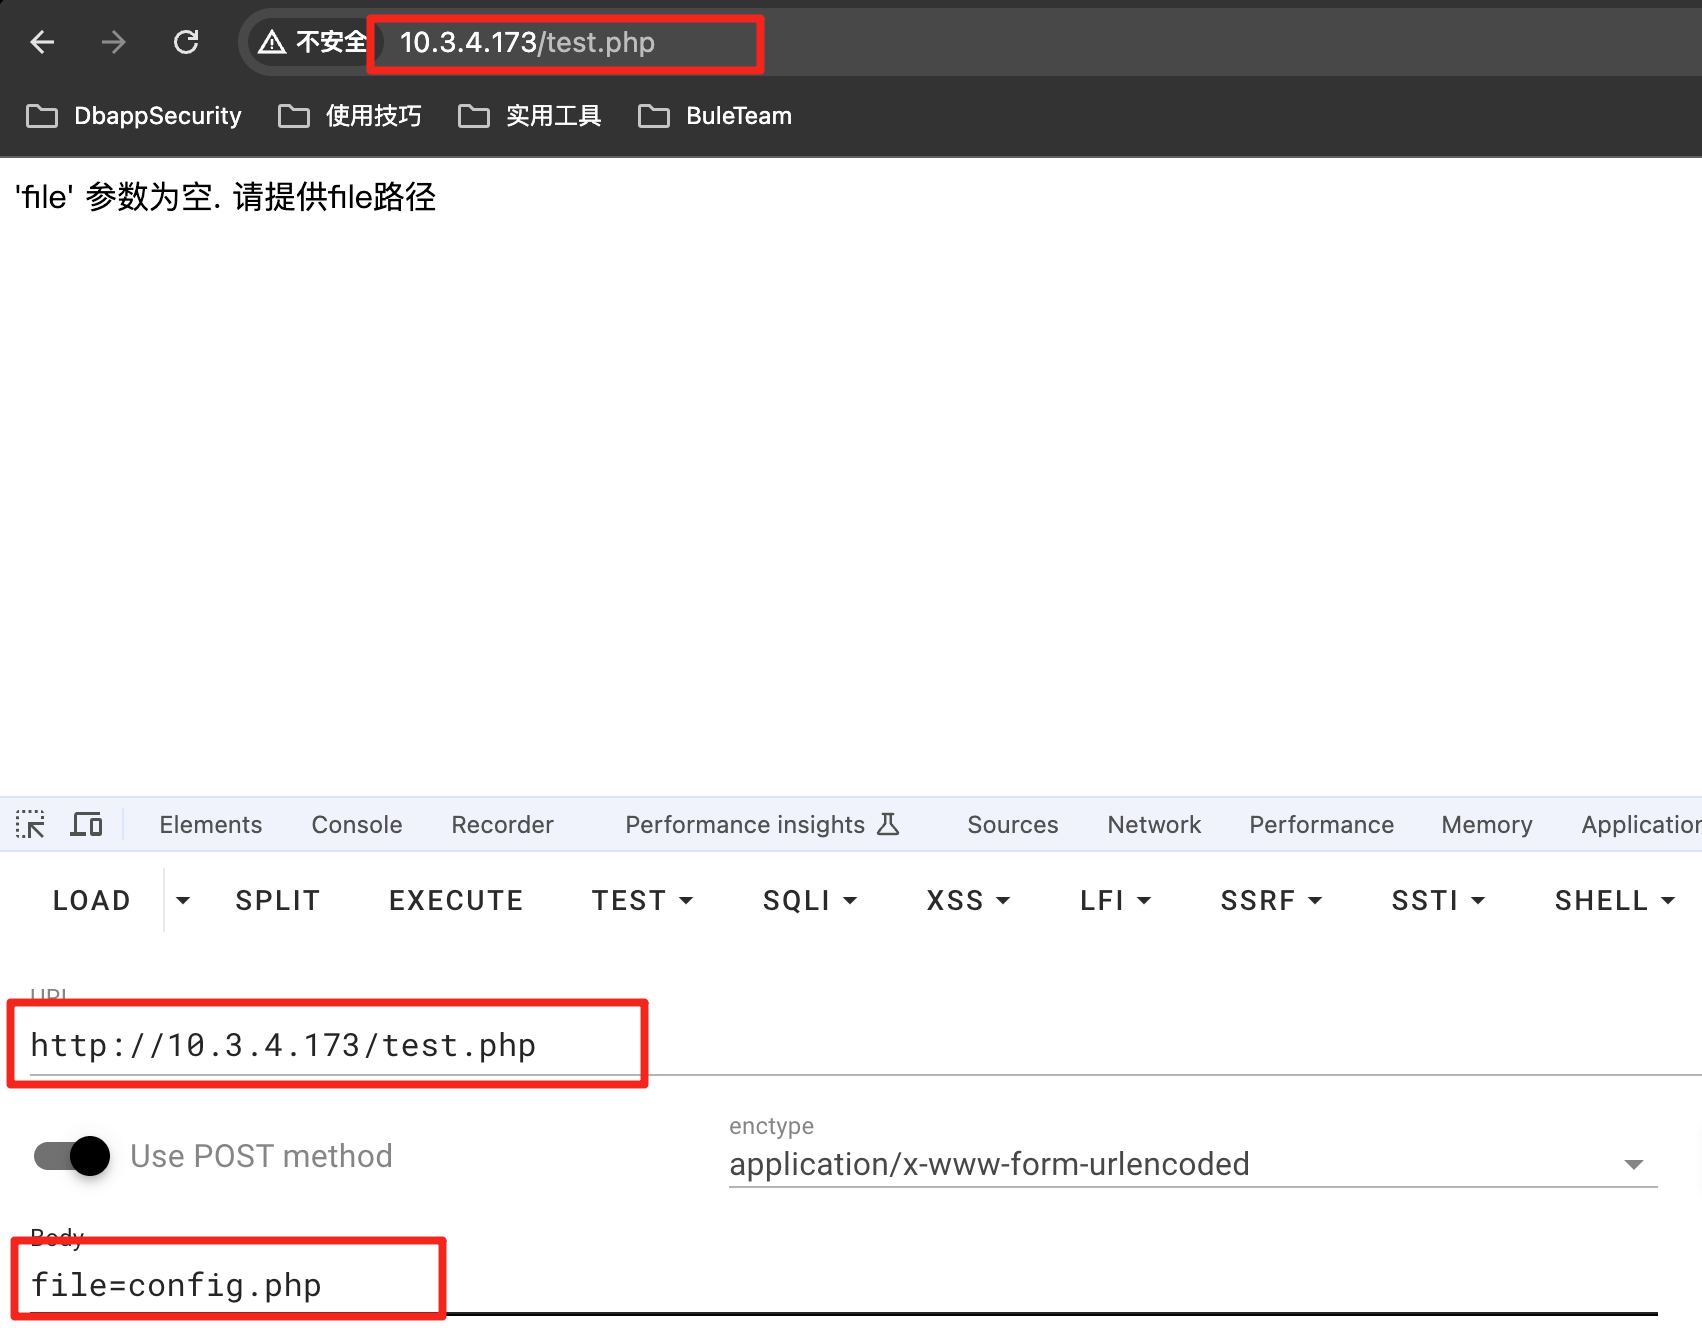 不安全 10.3.4.173/test.php
DbappSecurity 使用技巧 实用工具 BuleTeam
'file' 参数为空. 请提供file路径
Elements Console Recorder Performance insights Sources Network Performance Memory Application
LOAD SPLIT EXECUTE TEST SQLI XSS LFI SSRF SSTI SHELL
URL
http://10.3.4.173/test.php
enctype
Use POST method application/x-www-form-urlencoded
Body
file=config.php